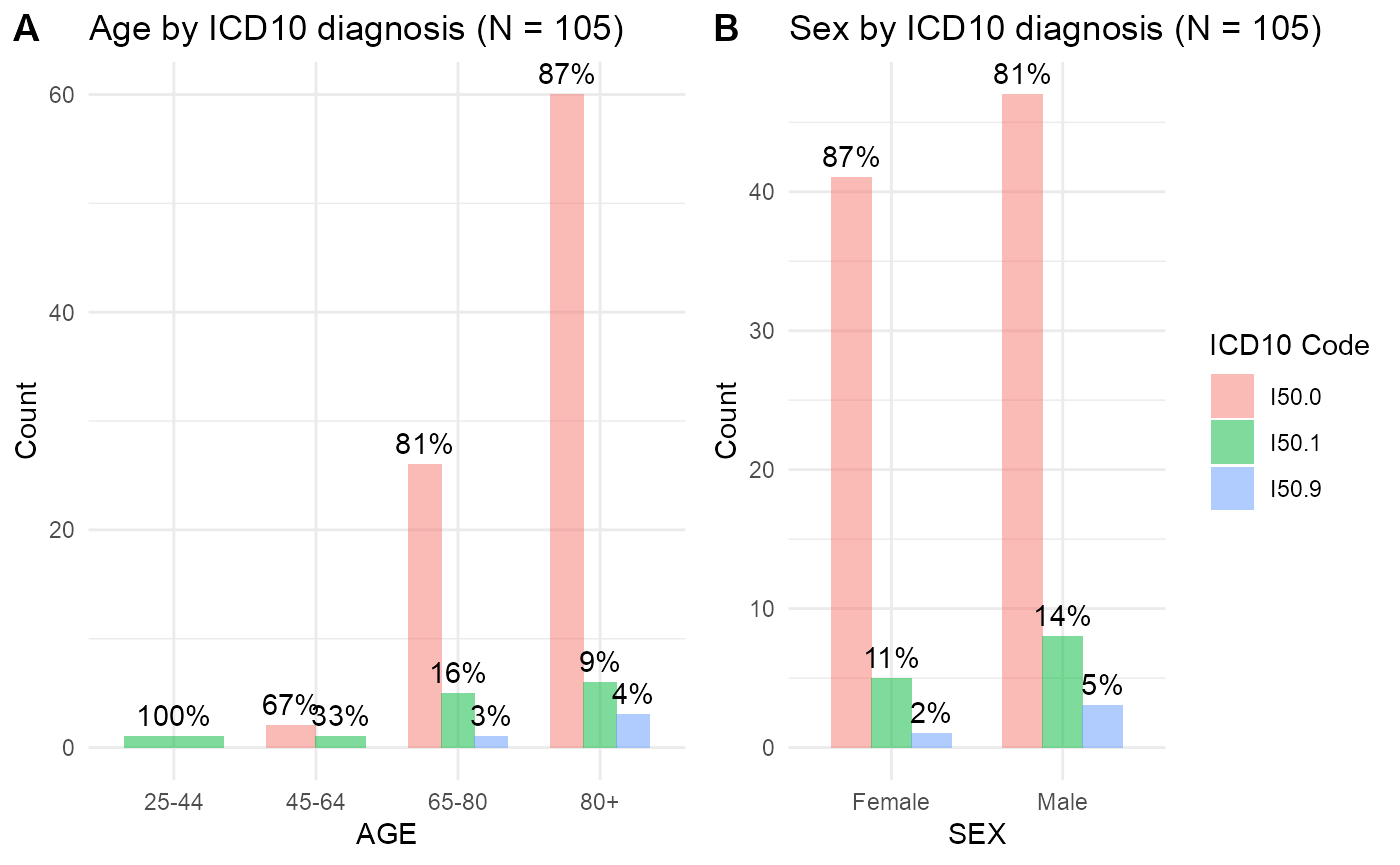 A Age by ICD10 diagnosis (N = 105)
87%
60
40
Count
81%
20
16%
9%
67%
33%
4%
100%
3%
0
25-44 45-64 65-80 80+
AGE
B Sex by ICD10 diagnosis (N = 105)
81%
87%
40
30
Count
20
14%
10
11%
5%
2%
0
Female Male
SEX
ICD10 Code
I50.0
I50.1
I50.9